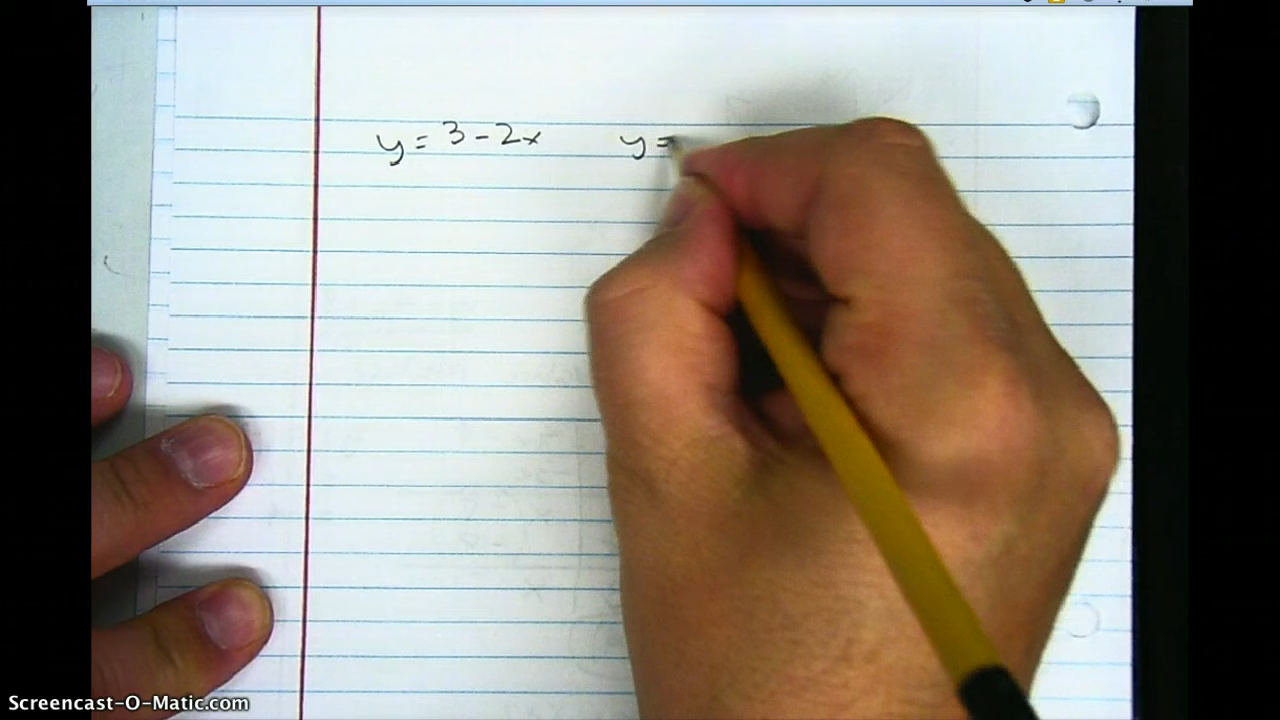 y = 3 - 2x y =
Screencast-O-Matic.com